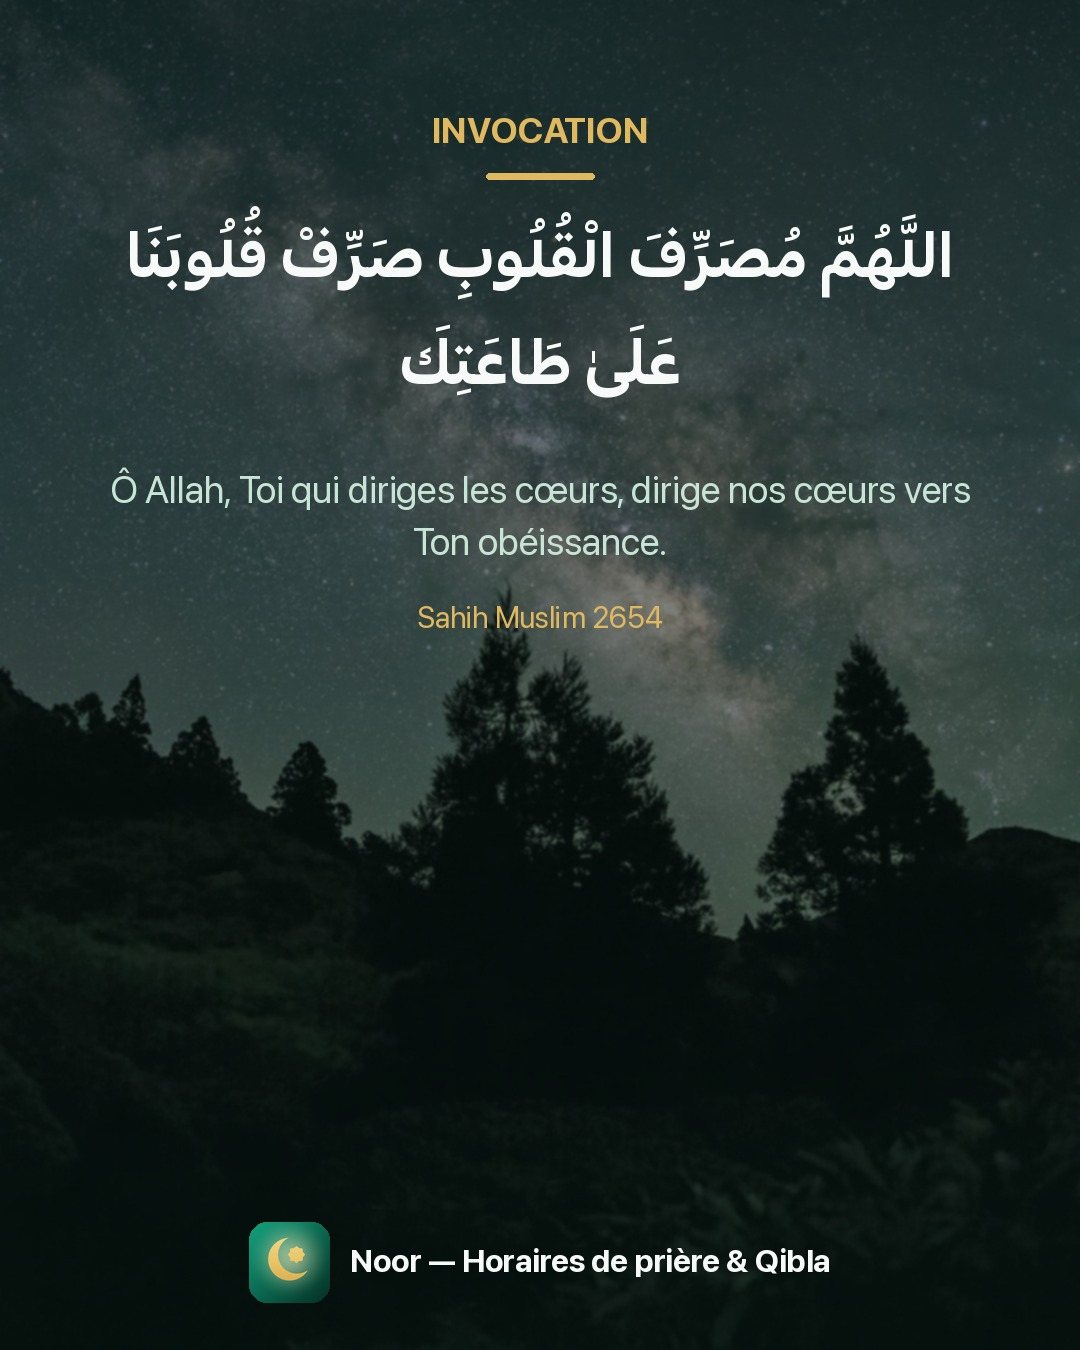 INVOCATION
اللَّهُمَّ مُصَرِّفَ الْقُلُوبِ صَرِّفْ قُلُوبَنَا
عَلَىٰ طَاعَتِكَ
Ô Allah, Toi qui diriges les cœurs, dirige nos cœurs vers
Ton obéissance.
Sahih Muslim 2654
Noor — Horaires de prière & Qibla